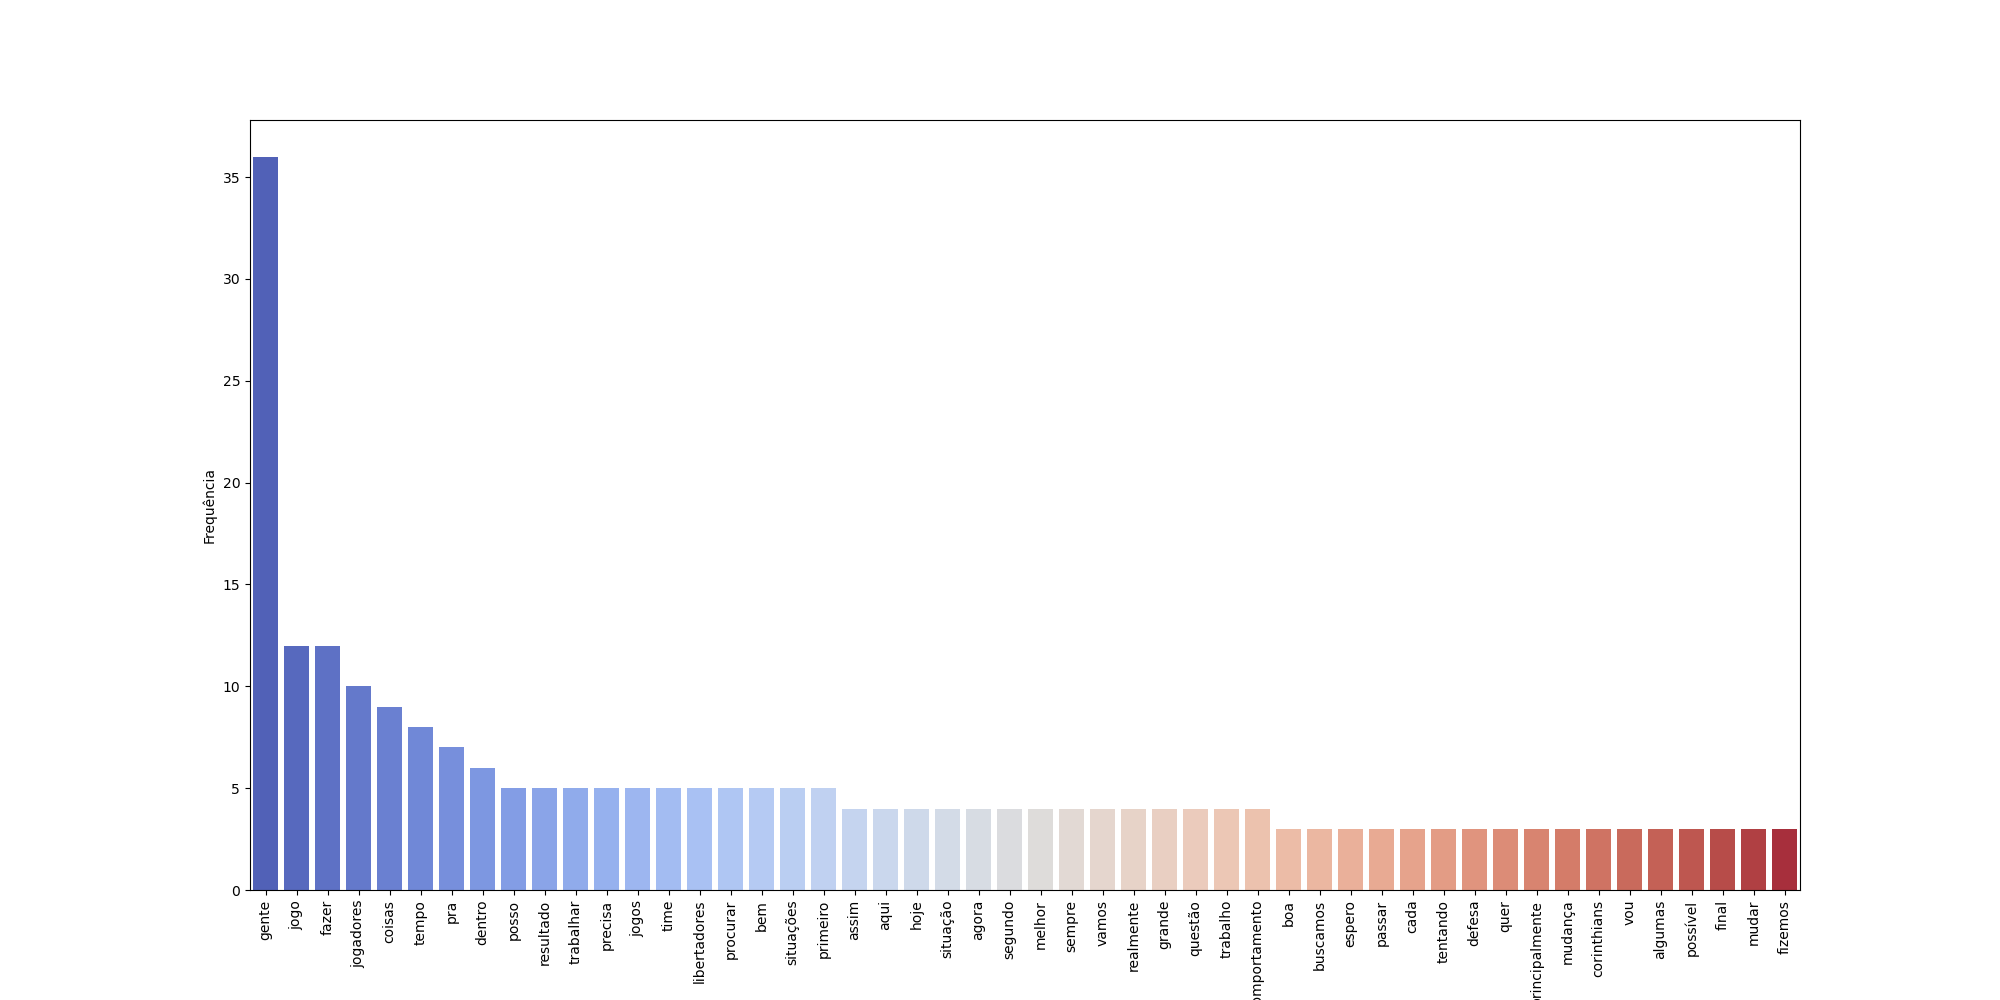 35
30
25
20
15
10
5
0
Frequência
gente
jogo
fazer
jogadores
coisas
tempo
pra
dentro
posso
resultado
trabalhar
precisa
jogos
time
libertadores
procurar
bem
situações
primeiro
assim
aqui
hoje
situação
agora
segundo
melhor
sempre
vamos
realmente
grande
questão
trabalho
omportamento
boa
buscamos
espero
passar
cada
tentando
defesa
quer
rincipalmente
mudança
corinthians
vou
algumas
possível
final
mudar
fizemos